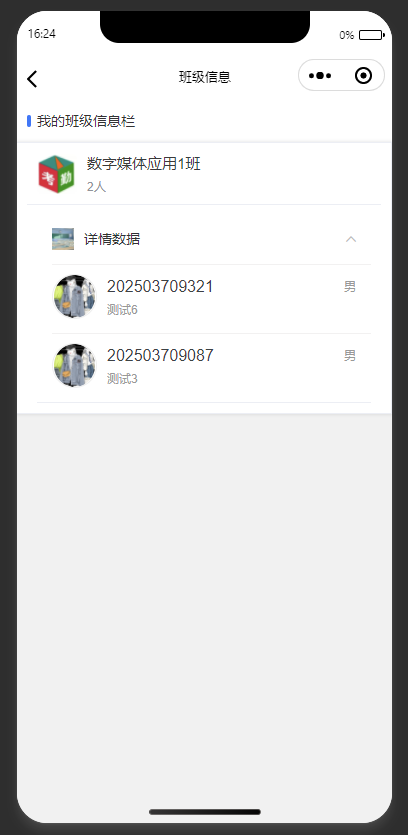 16:24
0%
班级信息
我的班级信息栏
考勤
数字媒体应用1班
2人
详情数据
202503709321
男
测试6
202503709087
男
测试3